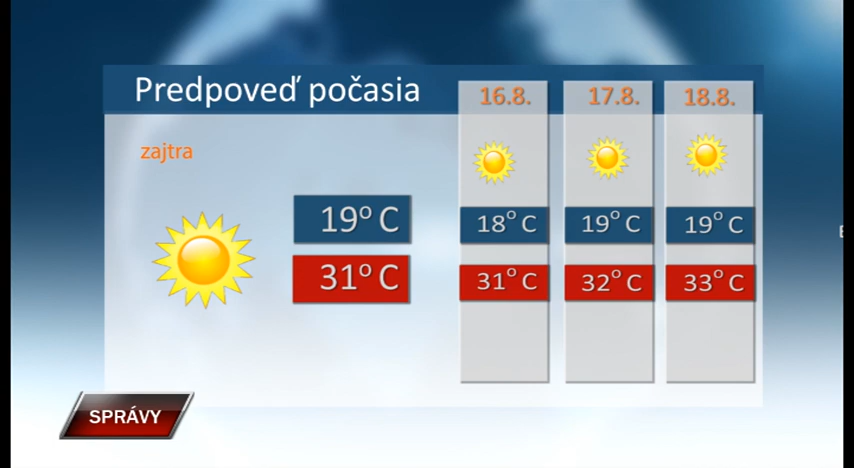 Predpoveď počasia
zajtra
19° C
31° C
16.8.
18° C
31° C
17.8.
19° C
32° C
18.8.
19° C
33° C
SPRÁVY